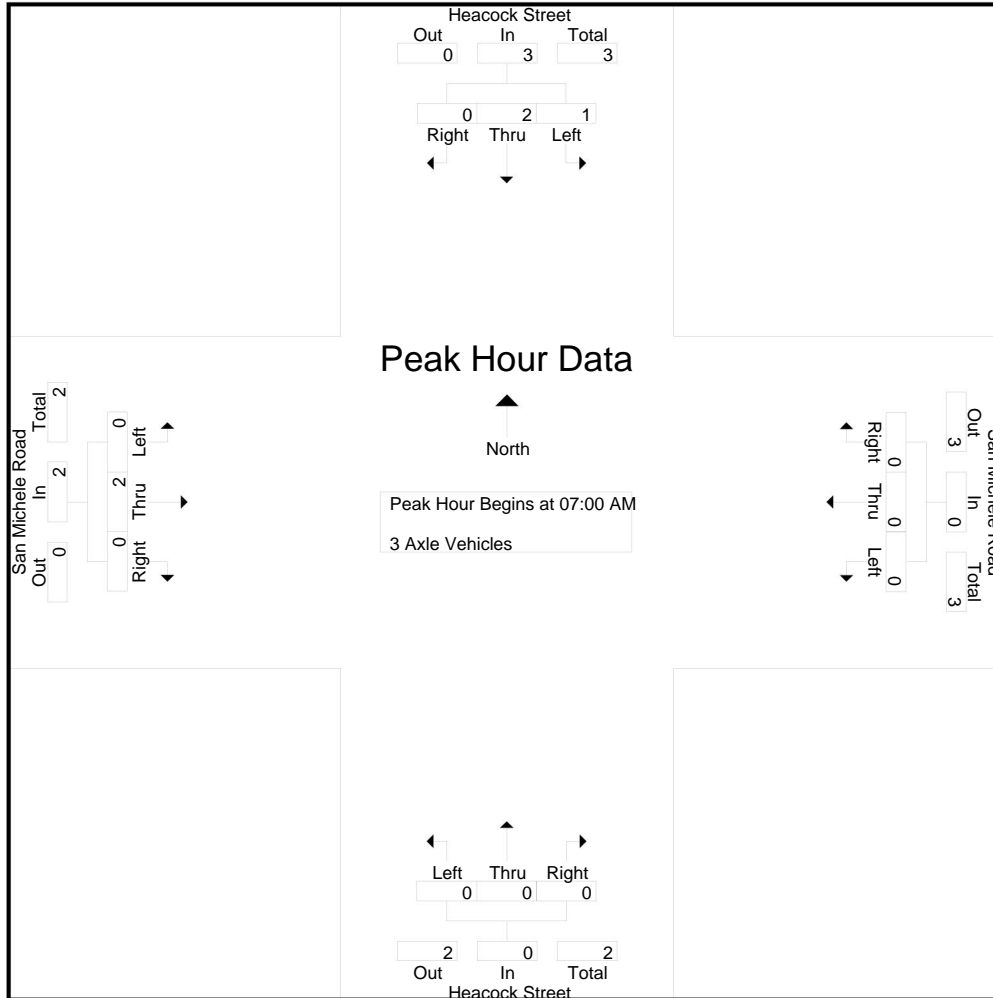 Heacock Street
Out In Total
0 3 3
0 2 1
Right Thru Left
Peak Hour Data
North
Peak Hour Begins at 07:00 AM
3 Axle Vehicles
San Michele Road
Total In Out
2 2 0
0 2 0
Left Thru Right
San Michele Road
Out In Total
3 0 3
Right Thru Left
0 0 0
Left Thru Right
0 0 0
2 0 2
Out In Total
Heacock Street